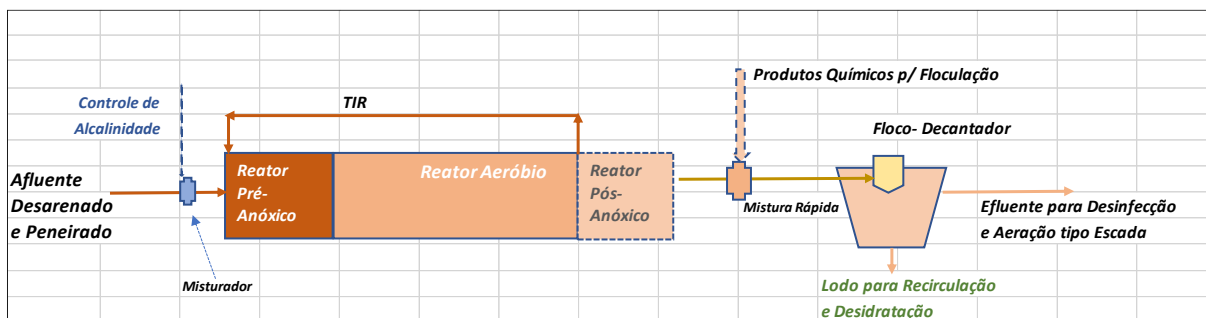 Produtos Químicos p/ Floculação
Controle de
Alcalinidade
TIR
Floco- Decantador
Afluente
Desarenado
e Peneirado
Reator
Pré-
Anóxico
Reator Aeróbio
Reator
Pós-
Anóxico
Mistura Rápida
Efluente para Desinfecção
e Aeração tipo Escada
Misturador
Lodo para Recirculação
e Desidratação